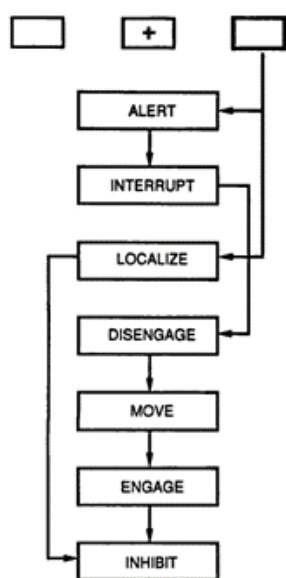 +
ALERT
INTERRUPT
LOCALIZE
DISENGAGE
MOVE
ENGAGE
INHIBIT